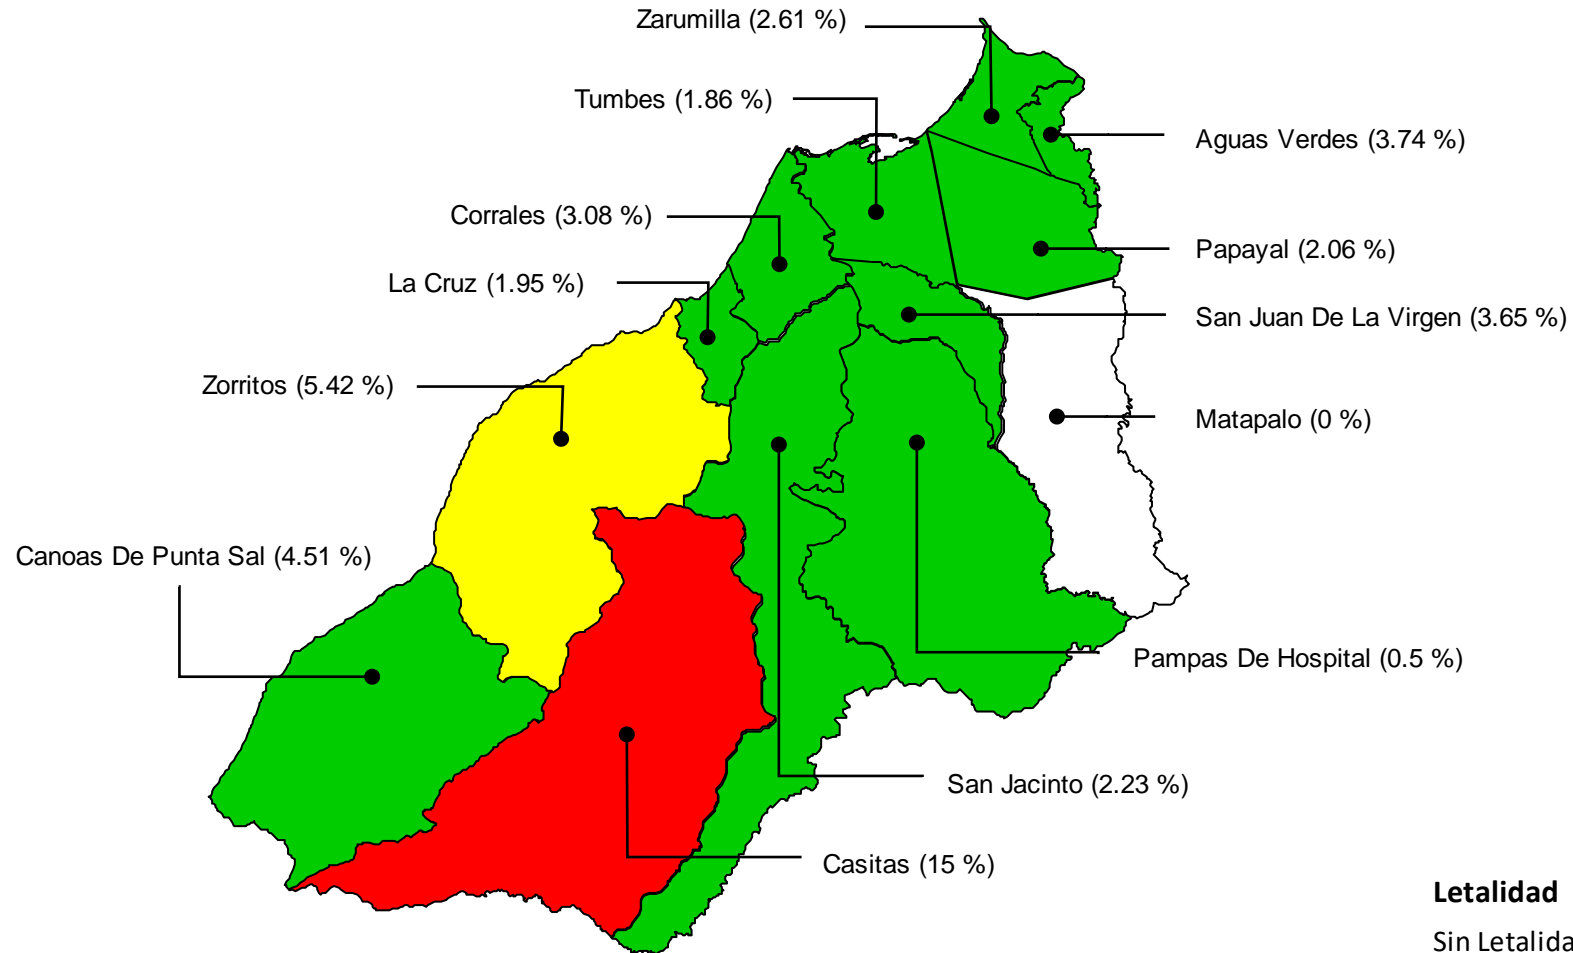 Zarumilla (2.61 %)
Tumbes (1.86 %)
Aguas Verdes (3.74 %)
Corrales (3.08 %)
Papayal (2.06 %)
La Cruz (1.95 %)
San Juan De La Virgen (3.65 %)
Zorritos (5.42 %)
Matapalo (0 %)
Canoas De Punta Sal (4.51 %)
Pampas De Hospital (0.5 %)
San Jacinto (2.23 %)
Casitas (15 %)
Letalidad
Sin Letalida